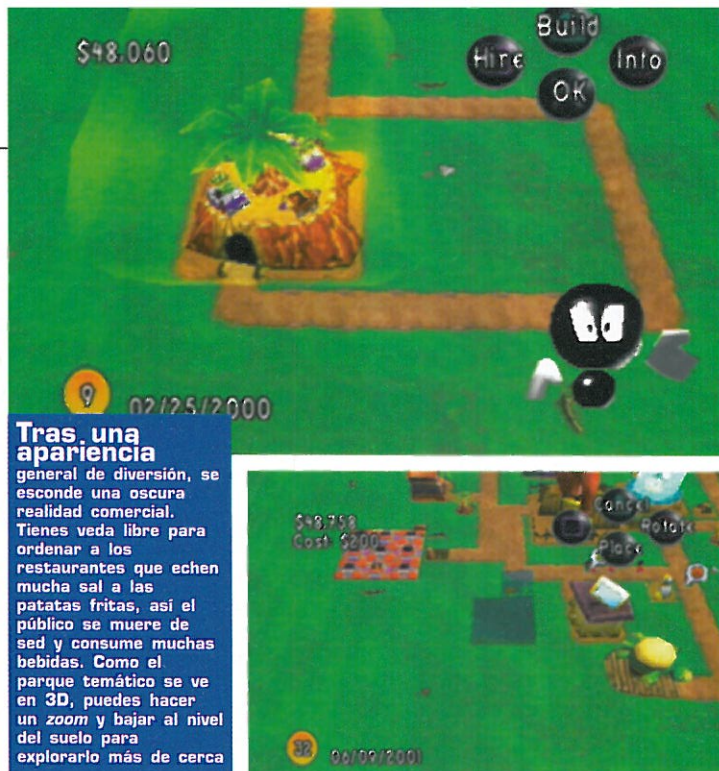 $48.060
Build
Hire
Info
OK
9
02/25/2000
Tras una
apariencia
general de diversión, se
esconde una oscura
realidad comercial.
Tienes veda libre para
ordenar a los
restaurantes que echen
mucha sal a las
patatas fritas, así el
público se muere de
sed y consume muchas
bebidas. Como el
parque temático se ve
en 3D, puedes hacer
un zoom y bajar al nivel
del suelo para
explorarlo más de cerca
$48,758
Cost $200
Cancel
Rotate
Place
32
06/09/2001